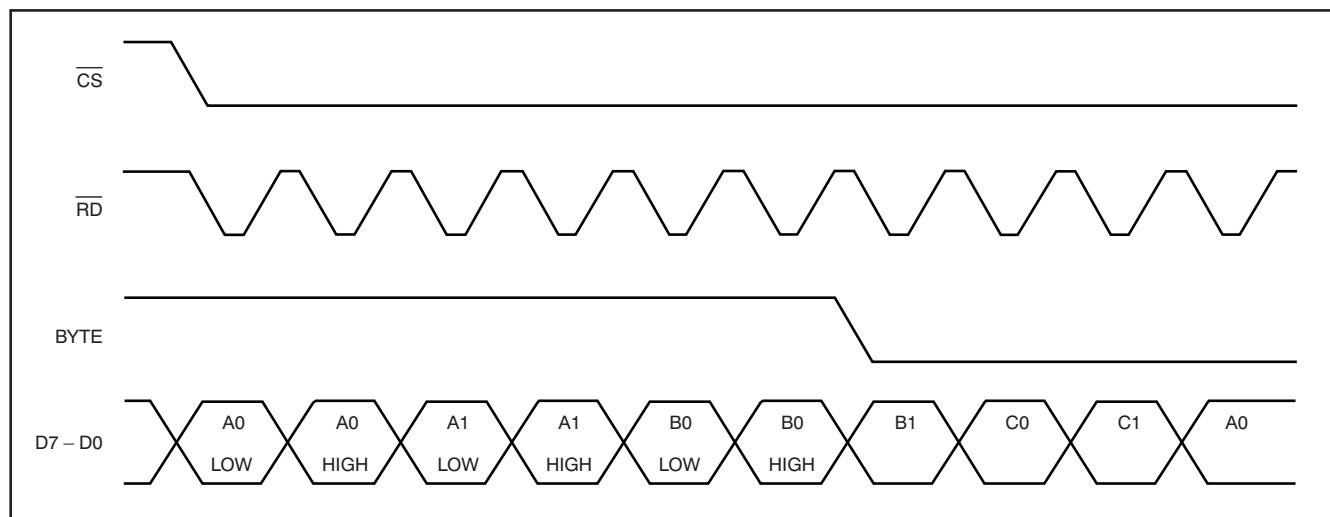 CS
RD
BYTE
D7 – D0
A0 A0 A1 A1 B0 B0 B1 C0 C1 A0
LOW HIGH LOW HIGH LOW HIGH